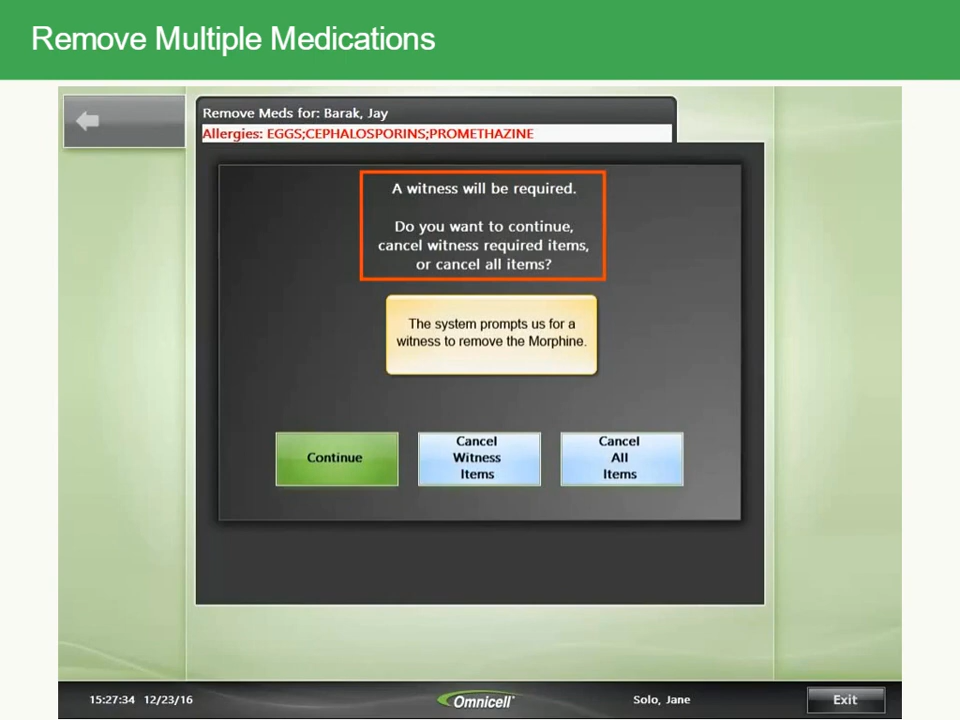 Remove Multiple Medications
Remove Meds for: Barak, Jay
Allergies: EGGS;CEPHALOSPORINS;PROMETHAZINE
A witness will be required.
Do you want to continue,
cancel witness required items,
or cancel all items?
The system prompts us for a
witness to remove the Morphine.
Continue
Cancel
Witness
Items
Cancel
All
Items
15:27:34 12/23/16
Omnicell
Solo, Jane
Exit